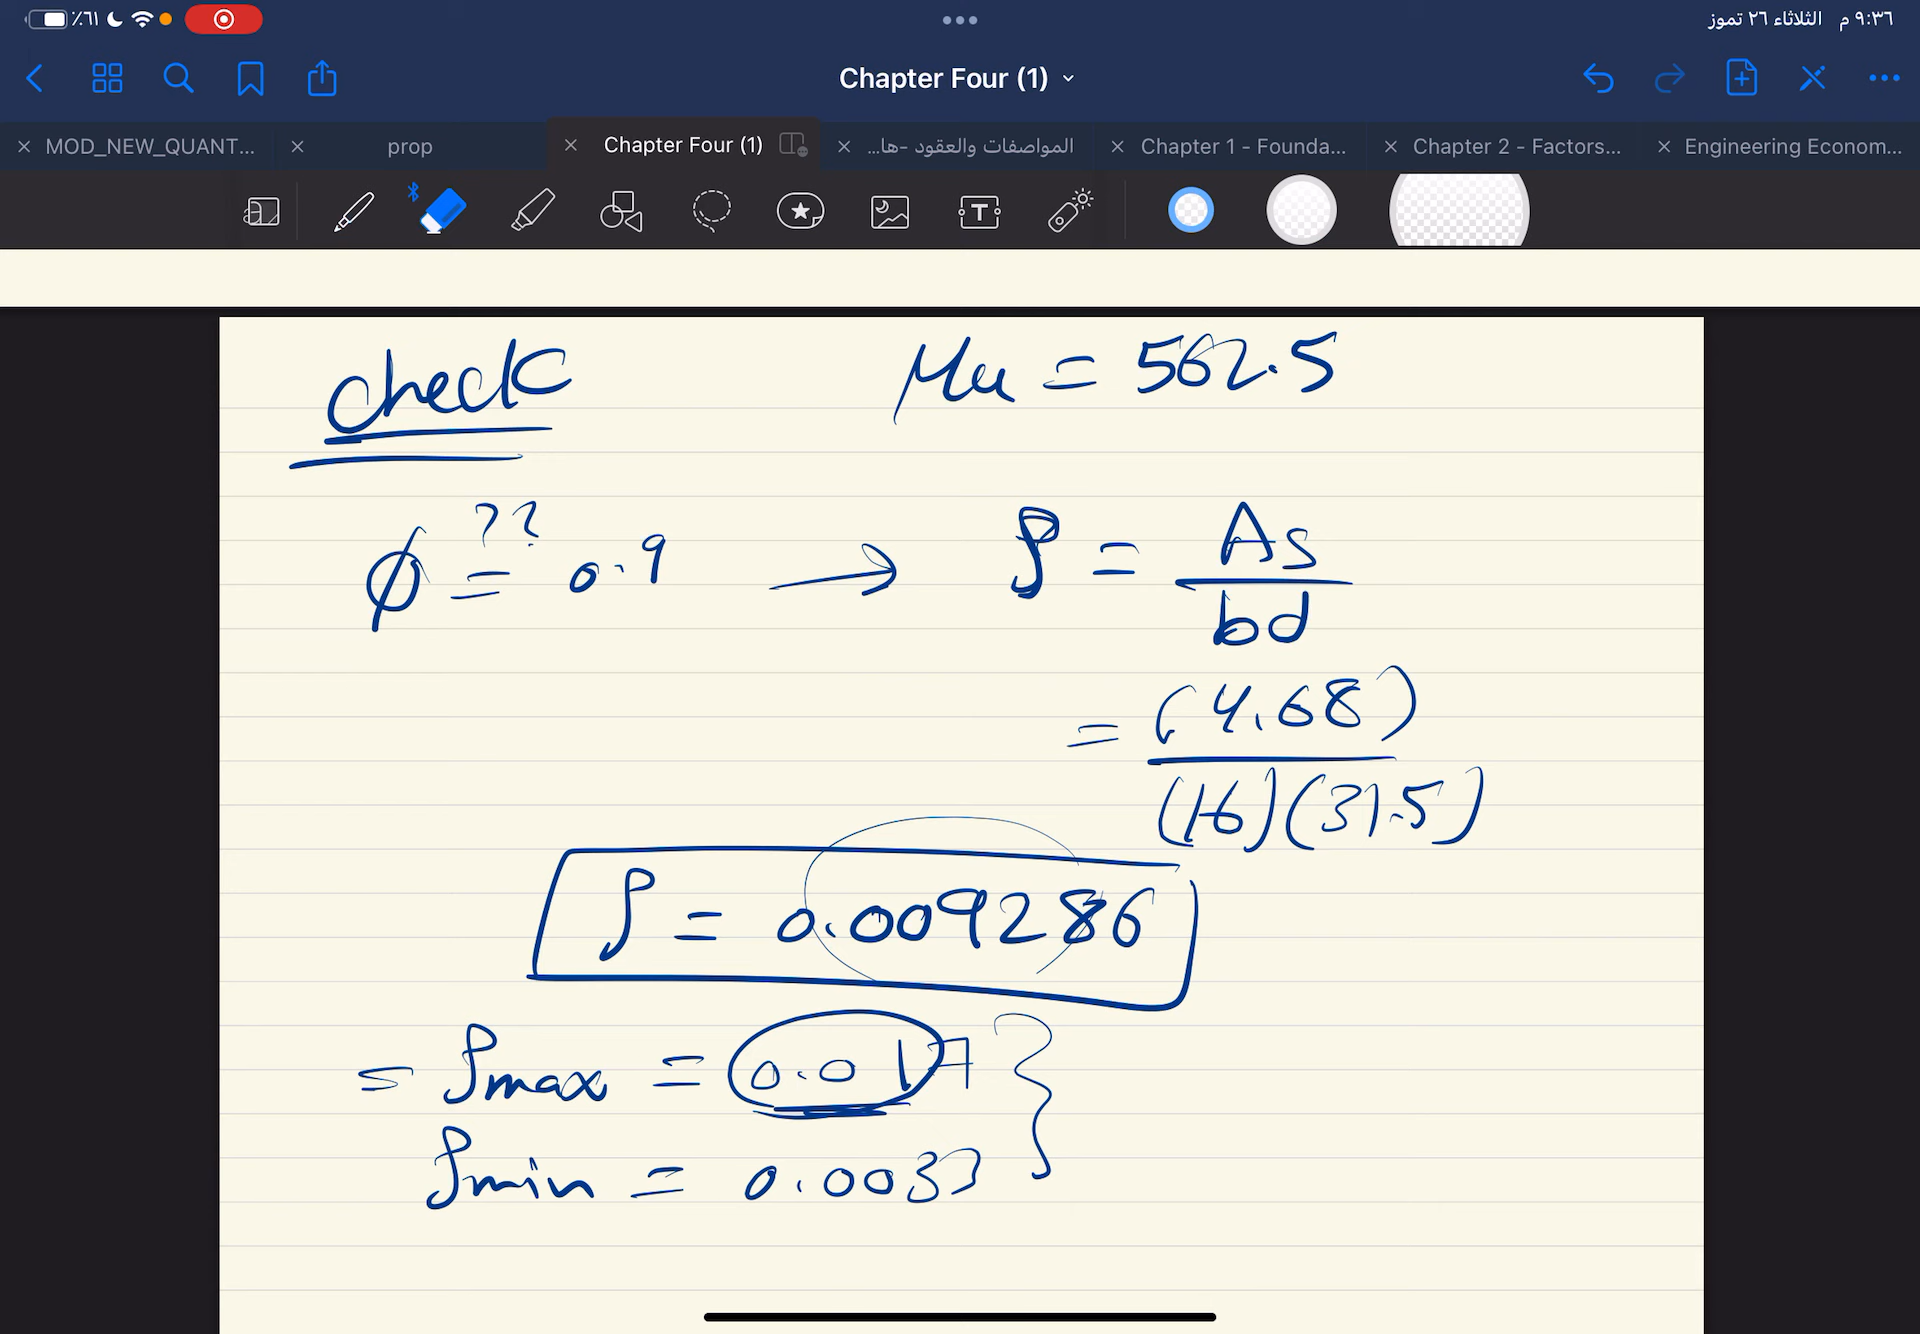 ٪٦١ ٩:٣٦ م الثلاثاء ٢٦ تموز
Chapter Four (1)
MOD_NEW_QUANT...
prop
Chapter Four (1)
المواصفات والعقود -ها...
Chapter 1 - Founda...
Chapter 2 - Factors...
Engineering Econom...
T
check Mu = 562.5
??
ϕ = 0.9 → ρ = As / bd
= (4.68) / (16)(31.5)
ρ = 0.009286
= ρmax = 0.017 }
ρmin = 0.0033